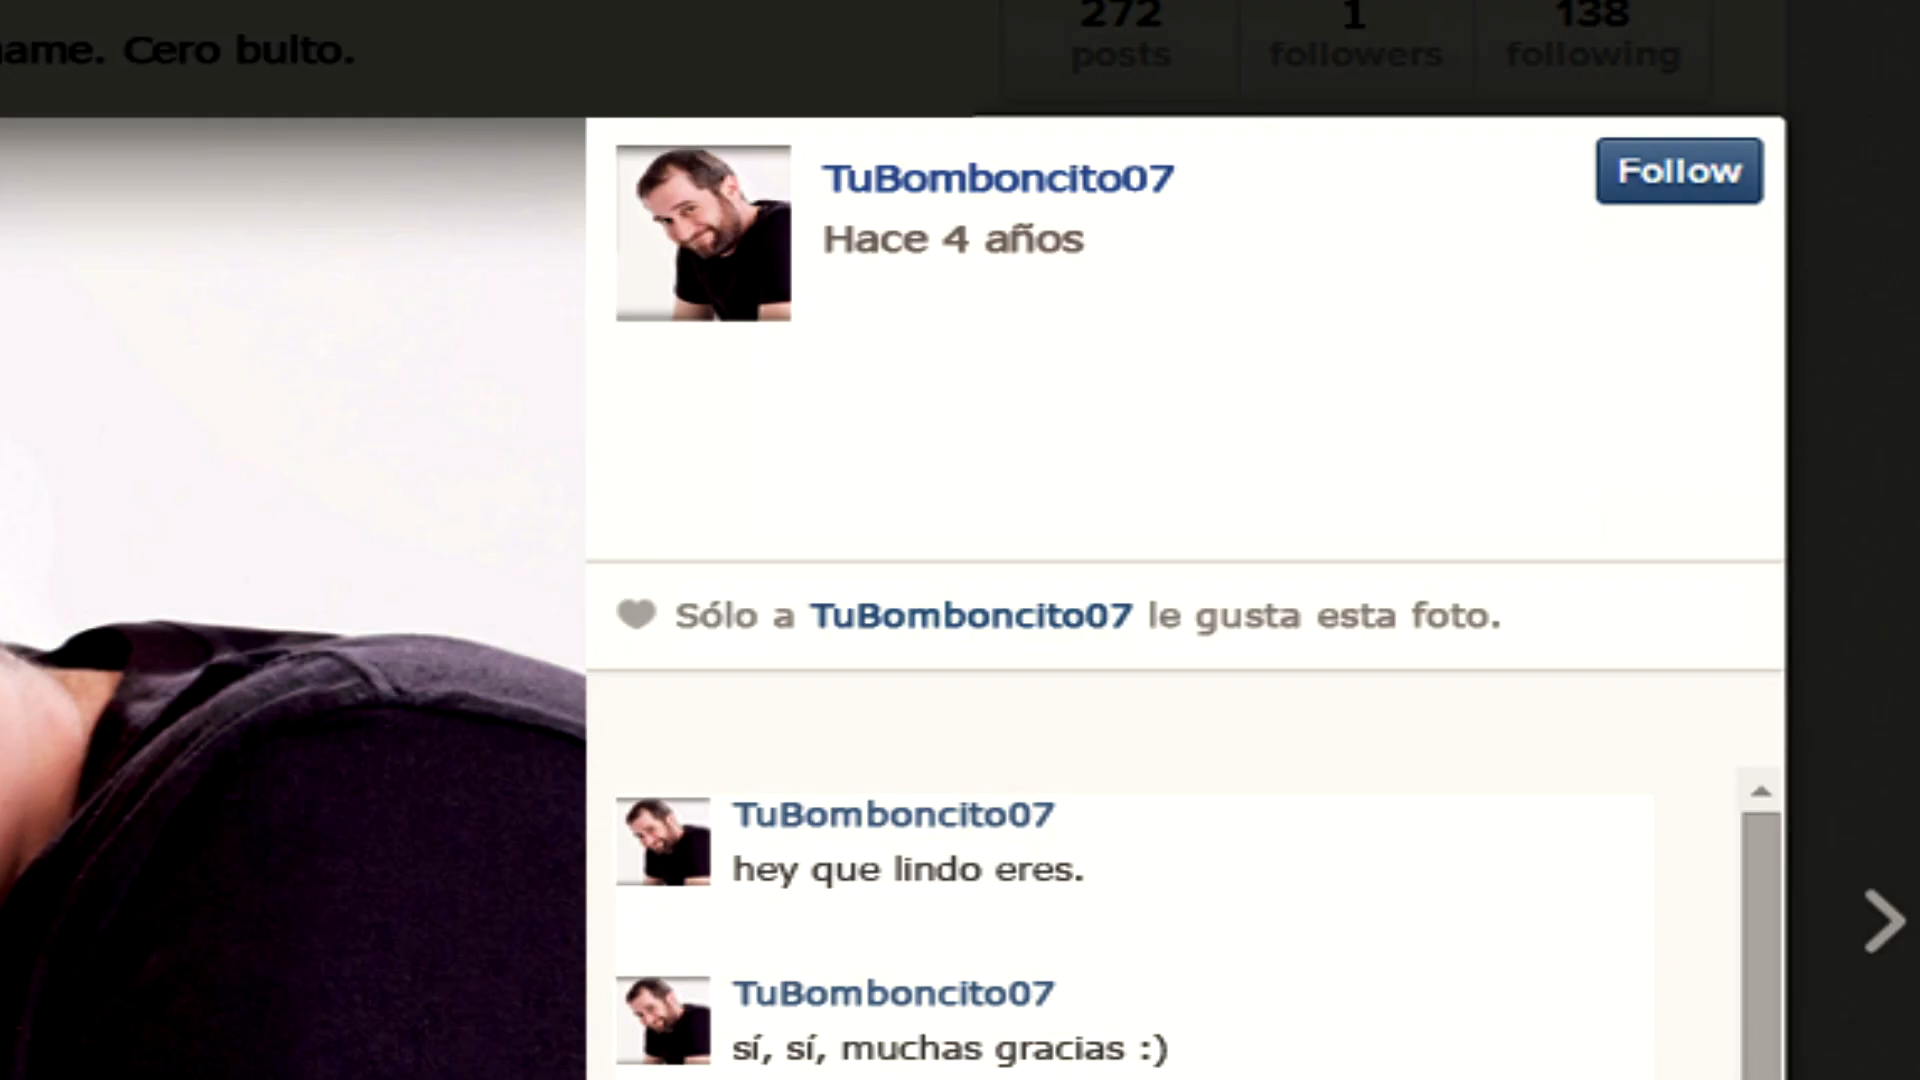 ame. Cero bulto.
272 posts
1 followers
138 following
TuBomboncito07
Follow
Hace 4 años
Sólo a TuBomboncito07 le gusta esta foto.
TuBomboncito07
hey que lindo eres.
TuBomboncito07
sí, sí, muchas gracias :)